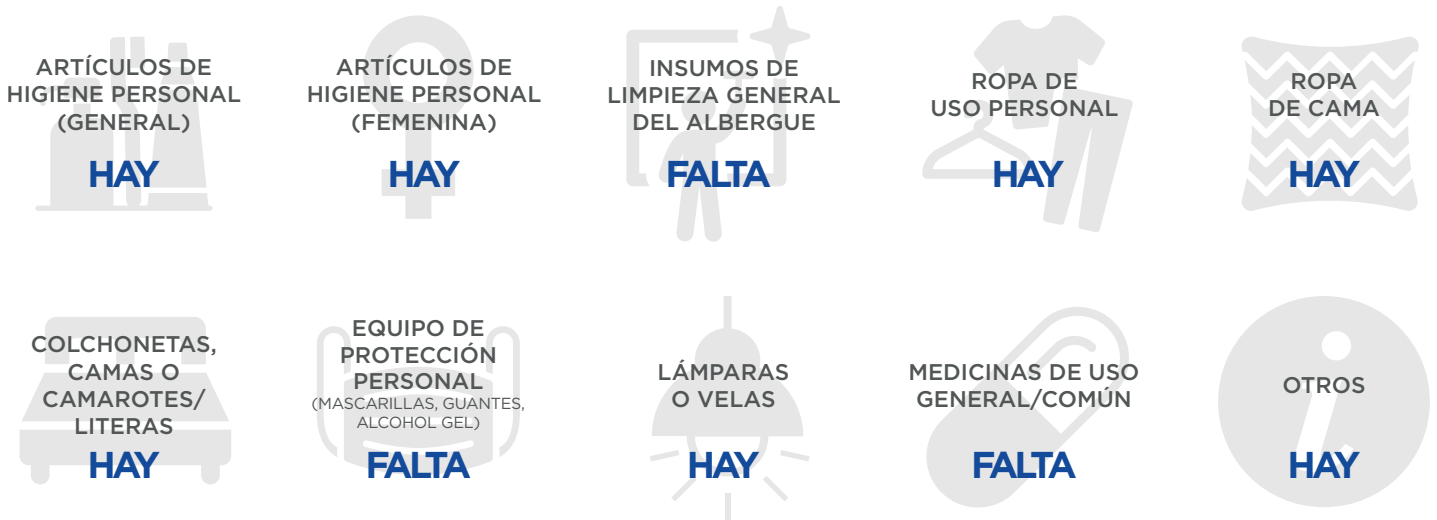 ARTÍCULOS DE
HIGIENE PERSONAL
(GENERAL)
HAY
ARTÍCULOS DE
HIGIENE PERSONAL
(FEMENINA)
HAY
INSUMOS DE
LIMPIEZA GENERAL
DEL ALBERGUE
FALTA
ROPA DE
USO PERSONAL
HAY
ROPA
DE CAMA
HAY
COLCHONETAS,
CAMAS O
CAMAROTES/
LITERAS
HAY
EQUIPO DE
PROTECCIÓN
PERSONAL
(MASCARILLAS, GUANTES,
ALCOHOL GEL)
FALTA
LÁMPARAS
O VELAS
HAY
MEDICINAS DE USO
GENERAL/COMÚN
FALTA
OTROS
HAY